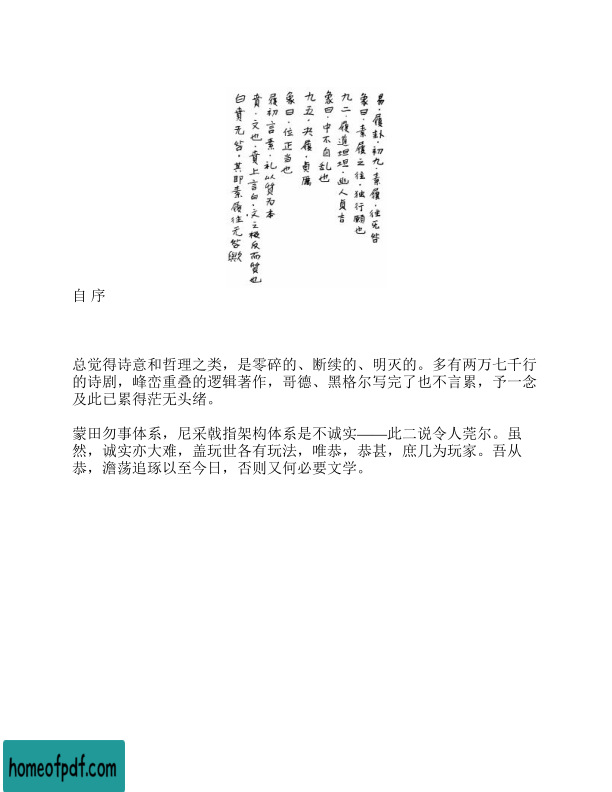 易·履卦·初九·素履·往无咎
象曰·素履之往·独行願也
九二·履道坦坦·幽人貞吉
象曰·中不自乱也
九五·夬履·貞厲
象曰·位正当也
履初言素·礼以質为本
賁·文也·賁上言白·文之极反而質也
白賁无咎·其即素履往无咎歟
自 序
总觉得诗意和哲理之类，是零碎的、断续的、明灭的。多有两万七千行
的诗剧，峰峦重叠的逻辑著作，哥德、黑格尔写完了也不言累，予一念
及此已累得茫无头绪。
蒙田勿事体系，尼采戟指架构体系是不诚实——此二说令人莞尔。虽
然，诚实亦大难，盖玩世各有玩法，唯恭，恭甚，庶几为玩家。吾从
恭，澹荡追琢以至今日，否则又何必要文学。
homeofpdf.com